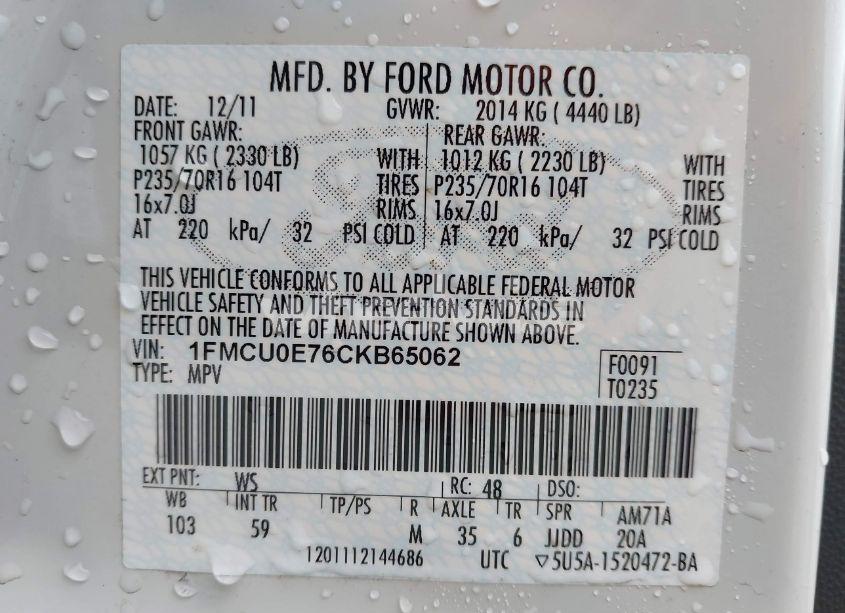 MFD. BY FORD MOTOR CO.
DATE: 12/11 GVWR: 2014 KG ( 4440 LB)
FRONT GAWR: REAR GAWR:
1057 KG ( 2330 LB) WITH 1012 KG ( 2230 LB) WITH
P235/70R16 104T TIRES P235/70R16 104T TIRES
16x7.0J RIMS 16x7.0J RIMS
AT 220 kPa/ 32 PSI COLD AT 220 kPa/ 32 PSI COLD
THIS VEHICLE CONFORMS TO ALL APPLICABLE FEDERAL MOTOR
VEHICLE SAFETY AND THEFT PREVENTION STANDARDS IN
EFFECT ON THE DATE OF MANUFACTURE SHOWN ABOVE.
VIN: 1FMCU0E76CKB65062 F0091
TYPE: MPV T0235
EXT PNT: WS RC: 48 DSO:
WB INT TR TP/PS R AXLE TR SPR AM71A
103 59 M 35 6 JJDD 20A
1201112144686 UTC ▽5U5A-1520472-BA